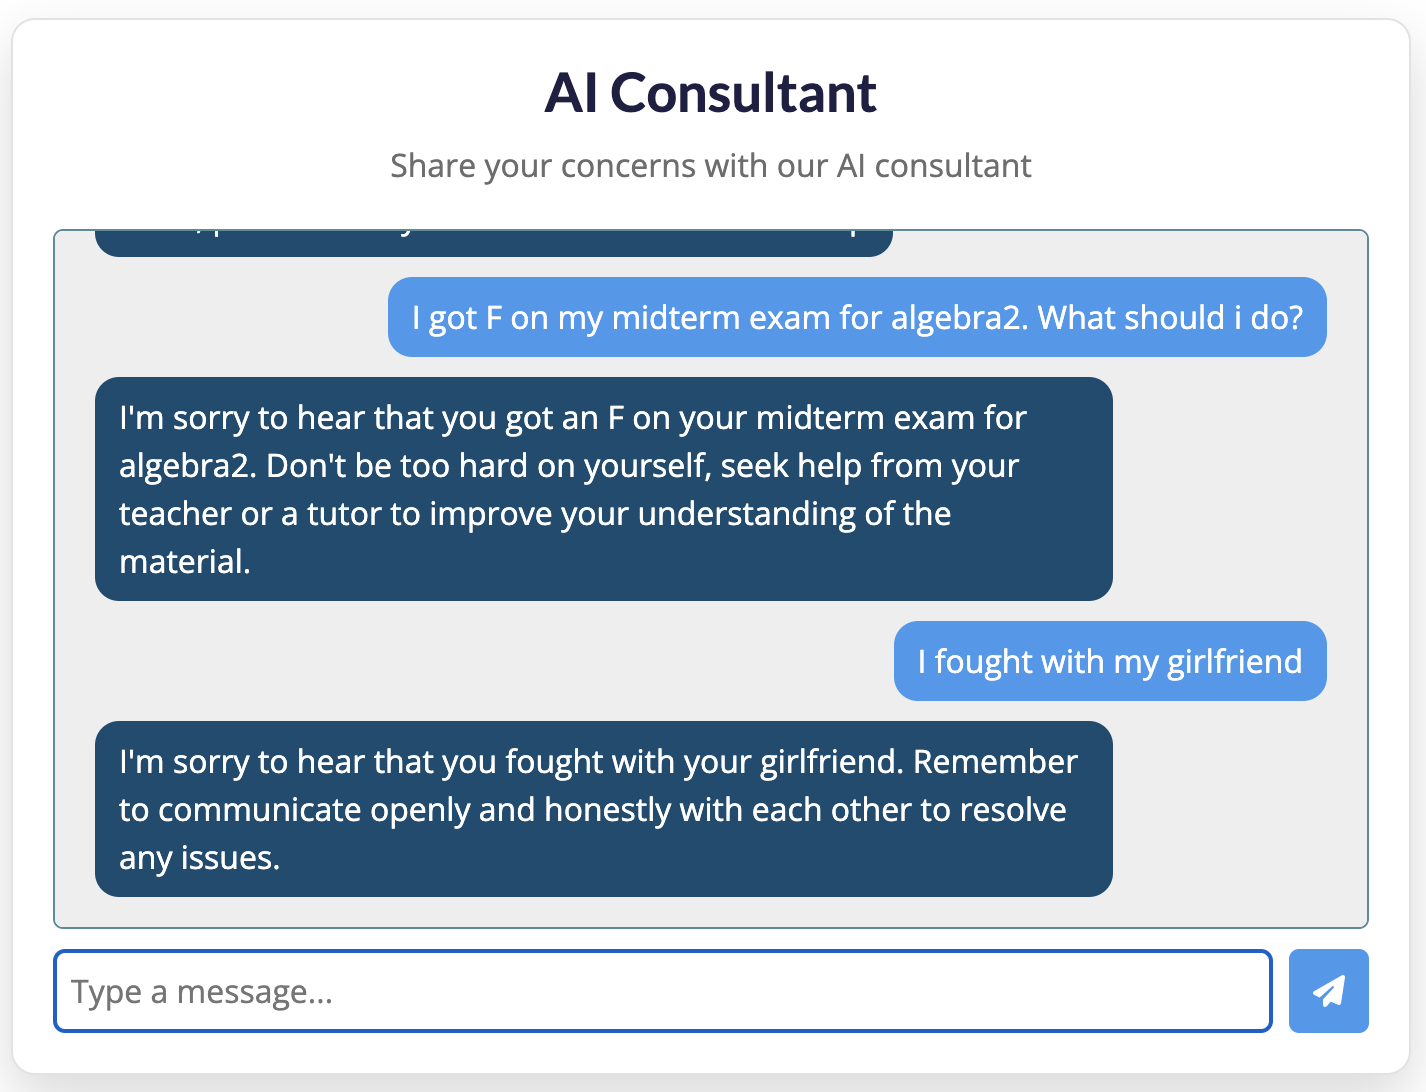 AI Consultant
Share your concerns with our AI consultant
I got F on my midterm exam for algebra2. What should i do?
I'm sorry to hear that you got an F on your midterm exam for
algebra2. Don't be too hard on yourself, seek help from your
teacher or a tutor to improve your understanding of the
material.
I fought with my girlfriend
I'm sorry to hear that you fought with your girlfriend. Remember
to communicate openly and honestly with each other to resolve
any issues.
Type a message...